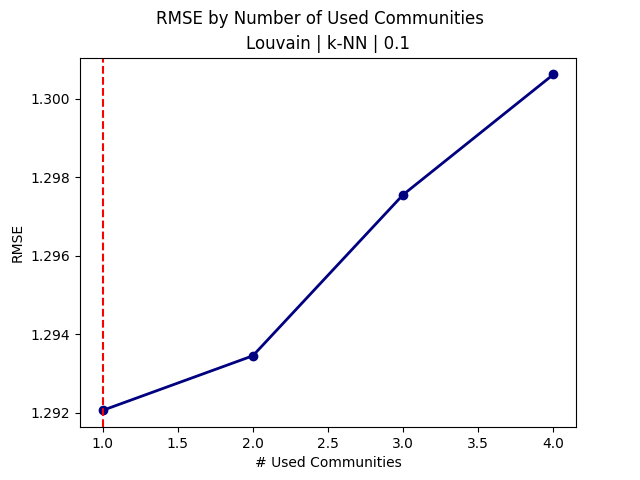 RMSE by Number of Used Communities
Louvain | k-NN | 0.1
1.300
1.298
1.296
1.294
1.292
RMSE
1.0 1.5 2.0 2.5 3.0 3.5 4.0
# Used Communities